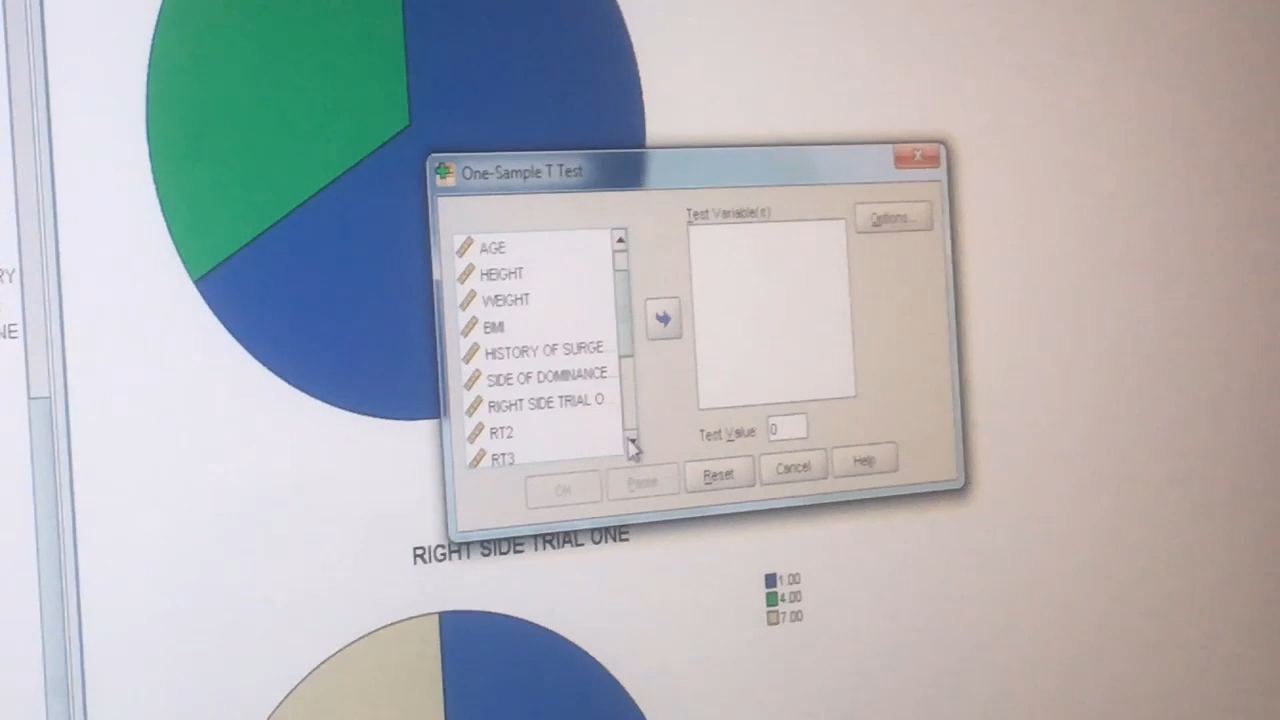 RY
NE
One-Sample T Test
Test Variable(s)
Options...
AGE
HEIGHT
WEIGHT
BMI
HISTORY OF SURGE...
SIDE OF DOMINANCE...
RIGHT SIDE TRIAL O...
RT2
RT3
Test Value: 0
OK
Paste
Reset
Cancel
Help
RIGHT SIDE TRIAL ONE
1.00
4.00
7.00